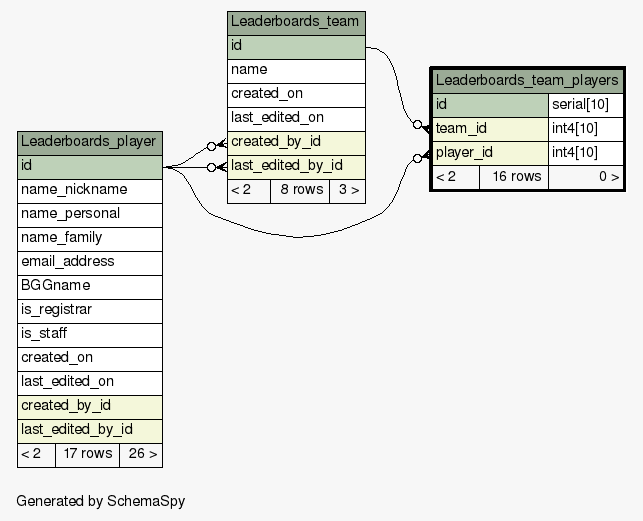 Leaderboards_team
id
name
created_on
last_edited_on
created_by_id
last_edited_by_id
< 2 8 rows 3 >
Leaderboards_team_players
id serial[10]
team_id int4[10]
player_id int4[10]
< 2 16 rows 0 >
Leaderboards_player
id
name_nickname
name_personal
name_family
email_address
BGGname
is_registrar
is_staff
created_on
last_edited_on
created_by_id
last_edited_by_id
< 2 17 rows 26 >
Generated by SchemaSpy